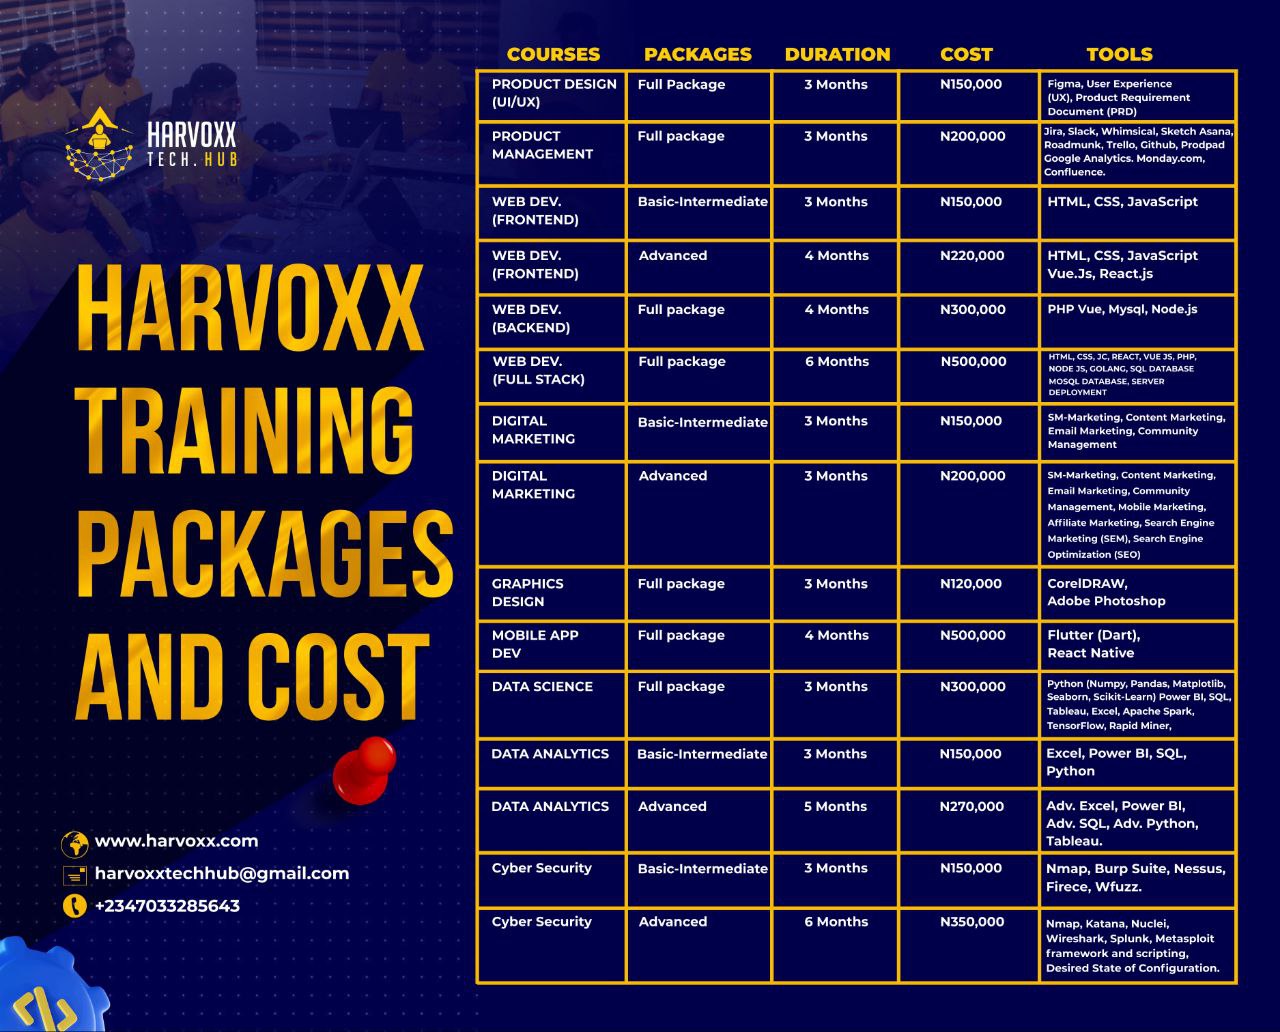 HARVOXX
TECH.HUB
HARVOXX
TRAINING
PACKAGES
AND COST
www.harvoxx.com
harvoxxtechhub@gmail.com
+2347033285643
COURSES PACKAGES DURATION COST TOOLS
PRODUCT DESIGN
(UI/UX)
Full Package
3 Months
N150,000
Figma, User Experience
(UX), Product Requirement
Document (PRD)
PRODUCT
MANAGEMENT
Full package
3 Months
N200,000
Jira, Slack, Whimsical, Sketch Asana,
Roadmunk, Trello, Github, Prodpad
Google Analytics. Monday.com,
Confluence.
WEB DEV.
(FRONTEND)
Basic-Intermediate
3 Months
N150,000
HTML, CSS, JavaScript
WEB DEV.
(FRONTEND)
Advanced
4 Months
N220,000
HTML, CSS, JavaScript
Vue.Js, React.js
WEB DEV.
(BACKEND)
Full package
4 Months
N300,000
PHP Vue, Mysql, Node.js
WEB DEV.
(FULL STACK)
Full package
6 Months
N500,000
HTML, CSS, JC, REACT, VUE JS, PHP,
NODE JS, GOLANG, SQL DATABASE
MOSQL DATABASE, SERVER
DEPLOYMENT
DIGITAL
MARKETING
Basic-Intermediate
3 Months
N150,000
SM-Marketing, Content Marketing,
Email Marketing, Community
Management
DIGITAL
MARKETING
Advanced
3 Months
N200,000
SM-Marketing, Content Marketing,
Email Marketing, Community
Management, Mobile Marketing,
Affiliate Marketing, Search Engine
Marketing (SEM), Search Engine
Optimization (SEO)
GRAPHICS
DESIGN
Full package
3 Months
N120,000
CorelDRAW,
Adobe Photoshop
MOBILE APP
DEV
Full package
4 Months
N500,000
Flutter (Dart),
React Native
DATA SCIENCE
Full package
3 Months
N300,000
Python (Numpy, Pandas, Matplotlib,
Seaborn, Scikit-Learn) Power BI, SQL,
Tableau, Excel, Apache Spark,
TensorFlow, Rapid Miner,
DATA ANALYTICS
Basic-Intermediate
3 Months
N150,000
Excel, Power BI, SQL,
Python
DATA ANALYTICS
Advanced
5 Months
N270,000
Adv. Excel, Power BI,
Adv. SQL, Adv. Python,
Tableau.
Cyber Security
Basic-Intermediate
3 Months
N150,000
Nmap, Burp Suite, Nessus,
Firece, Wfuzz.
Cyber Security
Advanced
6 Months
N350,000
Nmap, Katana, Nuclei,
Wireshark, Splunk, Metasploit
framework and scripting,
Desired State of Configuration.